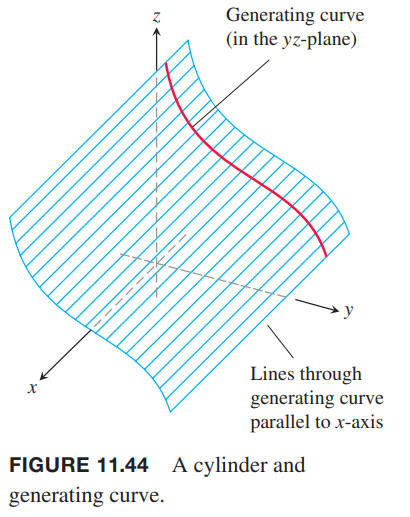 z
Generating curve
(in the yz-plane)
y
x
Lines through
generating curve
parallel to x-axis
FIGURE 11.44 A cylinder and
generating curve.